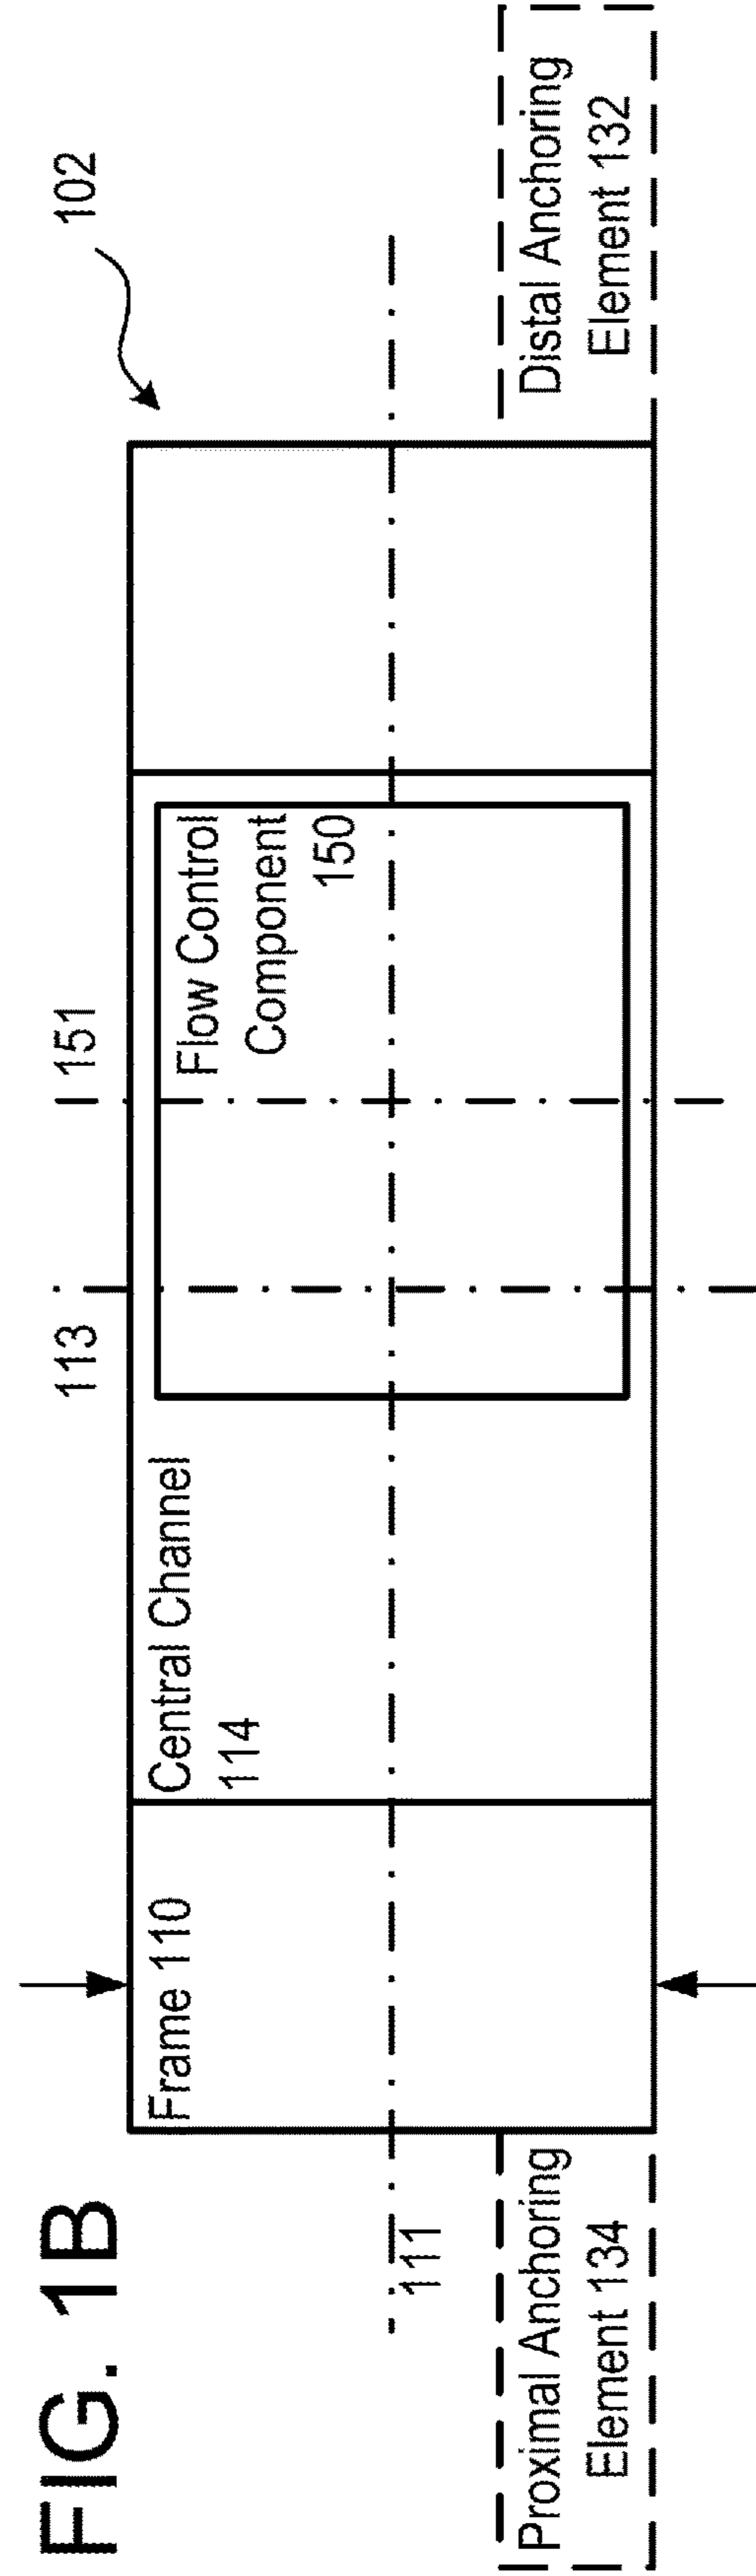 FIG. 1B
102
113
151
Frame 110
Central Channel
114
Flow Control
Component
150
111
Proximal Anchoring
Element 134
Distal Anchoring
Element 132